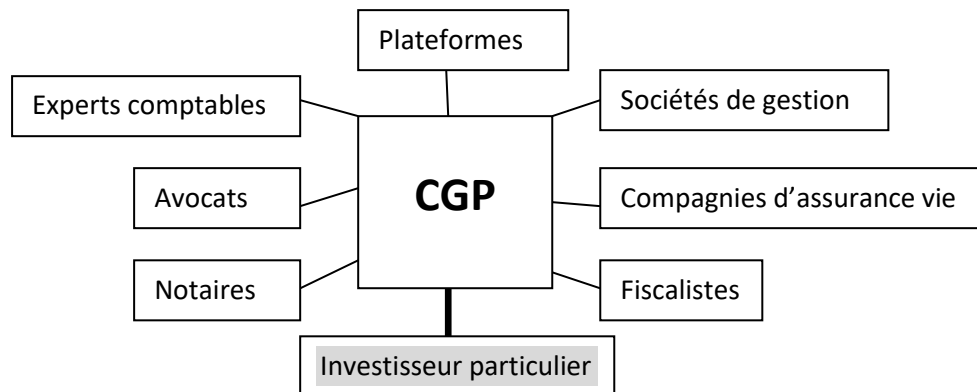 Plateformes
Experts comptables
Sociétés de gestion
CGP
Avocats
Compagnies d’assurance vie
Notaires
Fiscalistes
Investisseur particulier